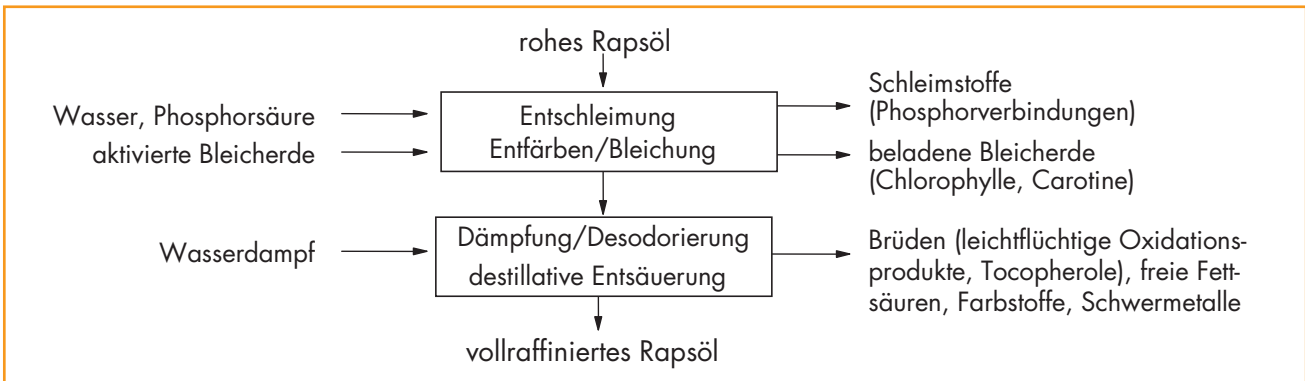 rohes Rapsöl
Wasser, Phosphorsäure
aktivierte Bleicherde
Entschleimung
Entfärben/Bleichung
Schleimstoffe
(Phosphorverbindungen)
beladene Bleicherde
(Chlorophylle, Carotine)
Wasserdampf
Dämpfung/Desodorierung
destillative Entsäuerung
Brüden (leichtflüchtige Oxidations-
produkte, Tocopherole), freie Fett-
säuren, Farbstoffe, Schwermetalle
vollraffiniertes Rapsöl